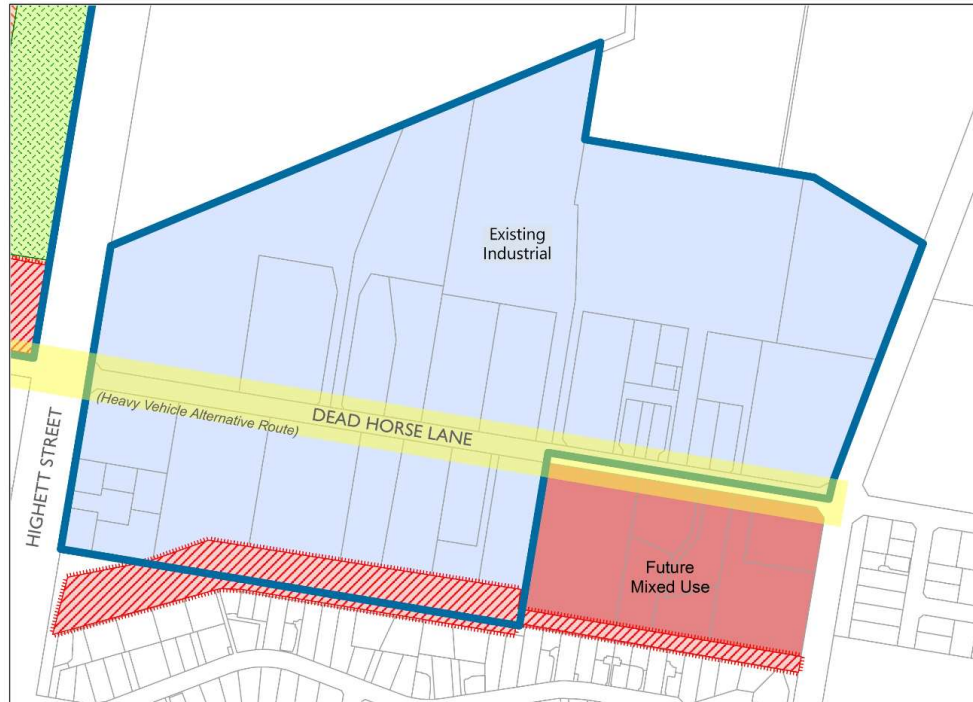 Existing
Industrial
DEAD HORSE LANE
(Heavy Vehicle Alternative Route)
HIGHETT STREET
Future
Mixed Use